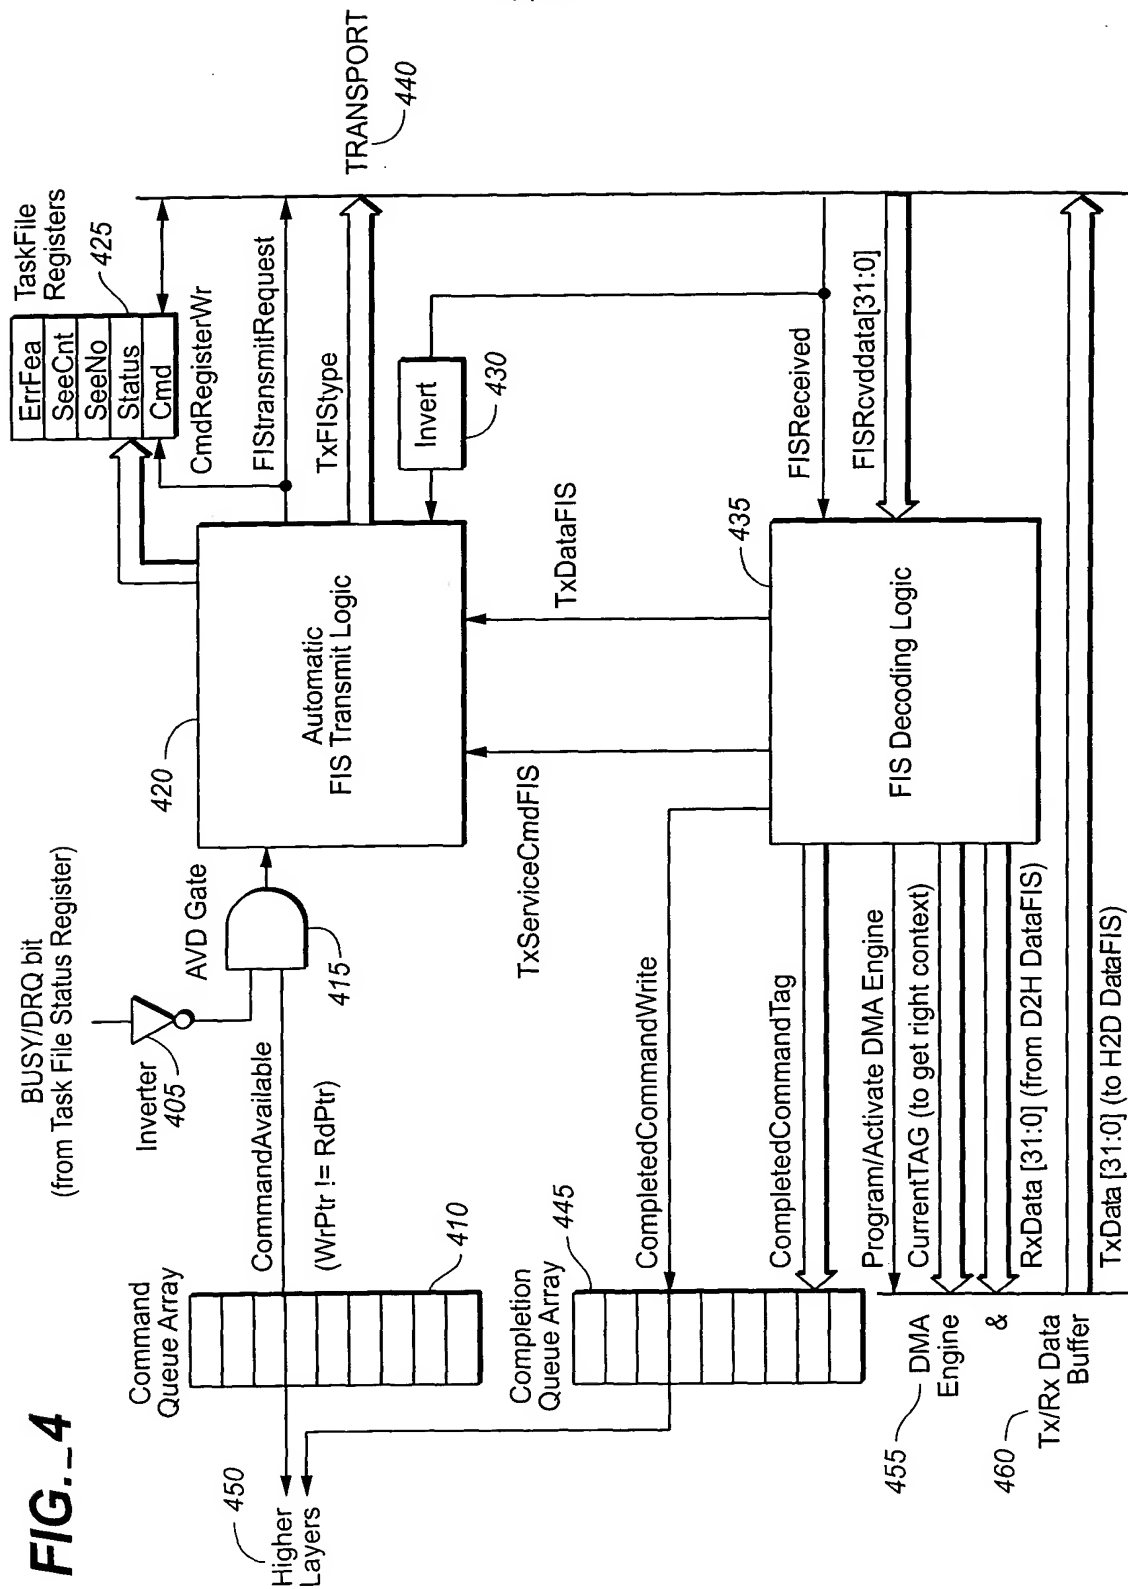 FIG._4
BUSY/DRQ bit
(from Task File Status Register)
Inverter
405
AVD Gate
415
420
Automatic
FIS Transmit Logic
TaskFile
Registers
425
ErrFea
SeeCnt
SeeNo
Status
Cmd
CmdRegisterWr
FIStransmitRequest
TxFIStype
TRANSPORT
440
Invert
430
Command
Queue Array
CommandAvailable
(WrPtr != RdPtr)
410
450
Higher
Layers
TxServiceCmdFIS
TxDataFIS
FISReceived
FISRcvddata[31:0]
435
FIS Decoding Logic
Completion
Queue Array
445
CompletedCommandWrite
CompletedCommandTag
Program/Activate DMA Engine
CurrentTAG (to get right context)
RxData [31:0] (from D2H DataFIS)
TxData [31:0] (to H2D DataFIS)
455
DMA
Engine
&
460
Tx/Rx Data
Buffer